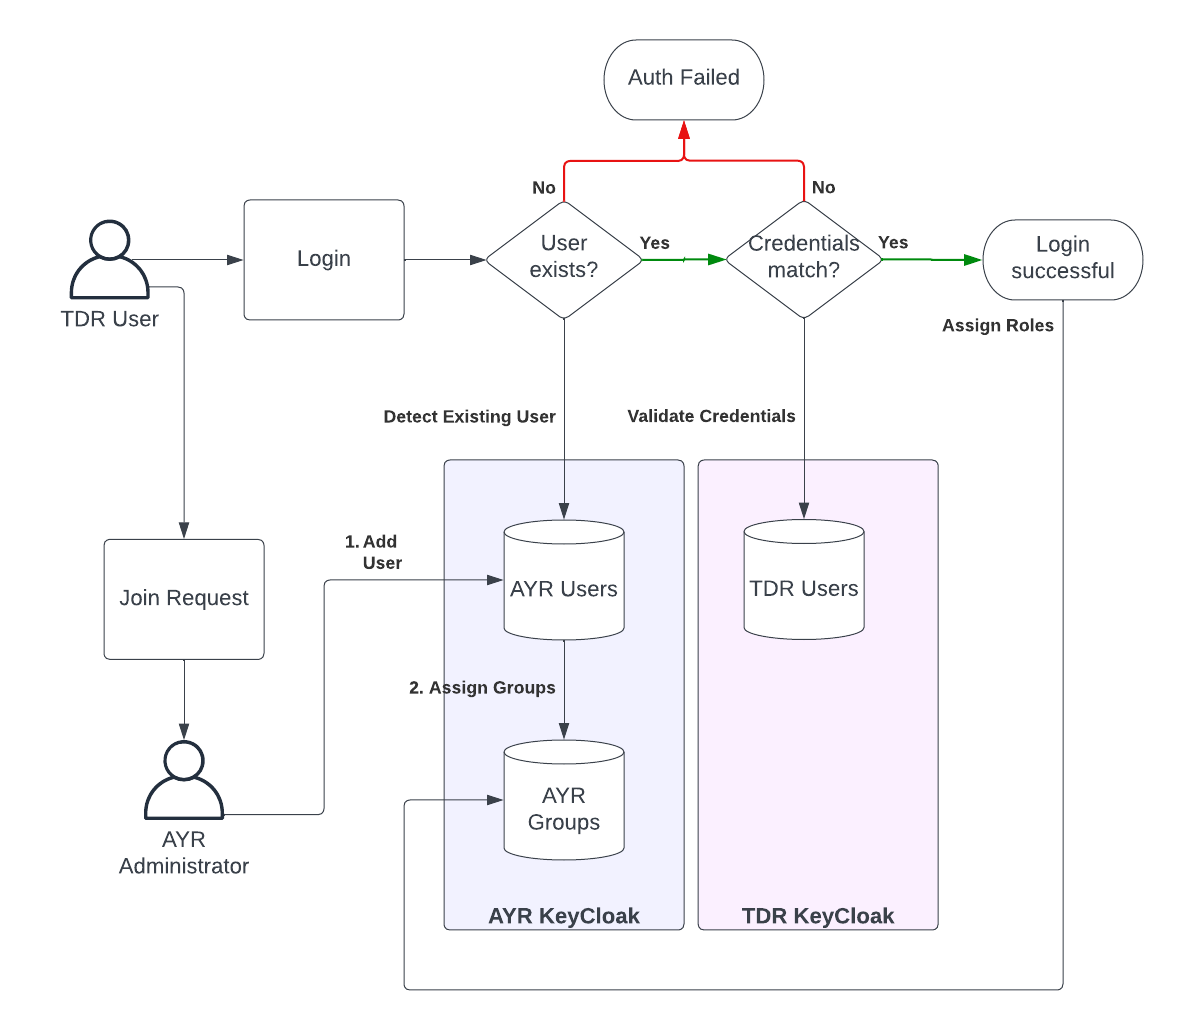 Auth Failed
No
No
User
exists?
Yes
Credentials
match?
Yes
Login
successful
Login
TDR User
Assign Roles
Detect Existing User
Validate Credentials
1. Add
User
AYR Users
TDR Users
Join Request
2. Assign Groups
AYR
Groups
AYR
Administrator
AYR KeyCloak
TDR KeyCloak